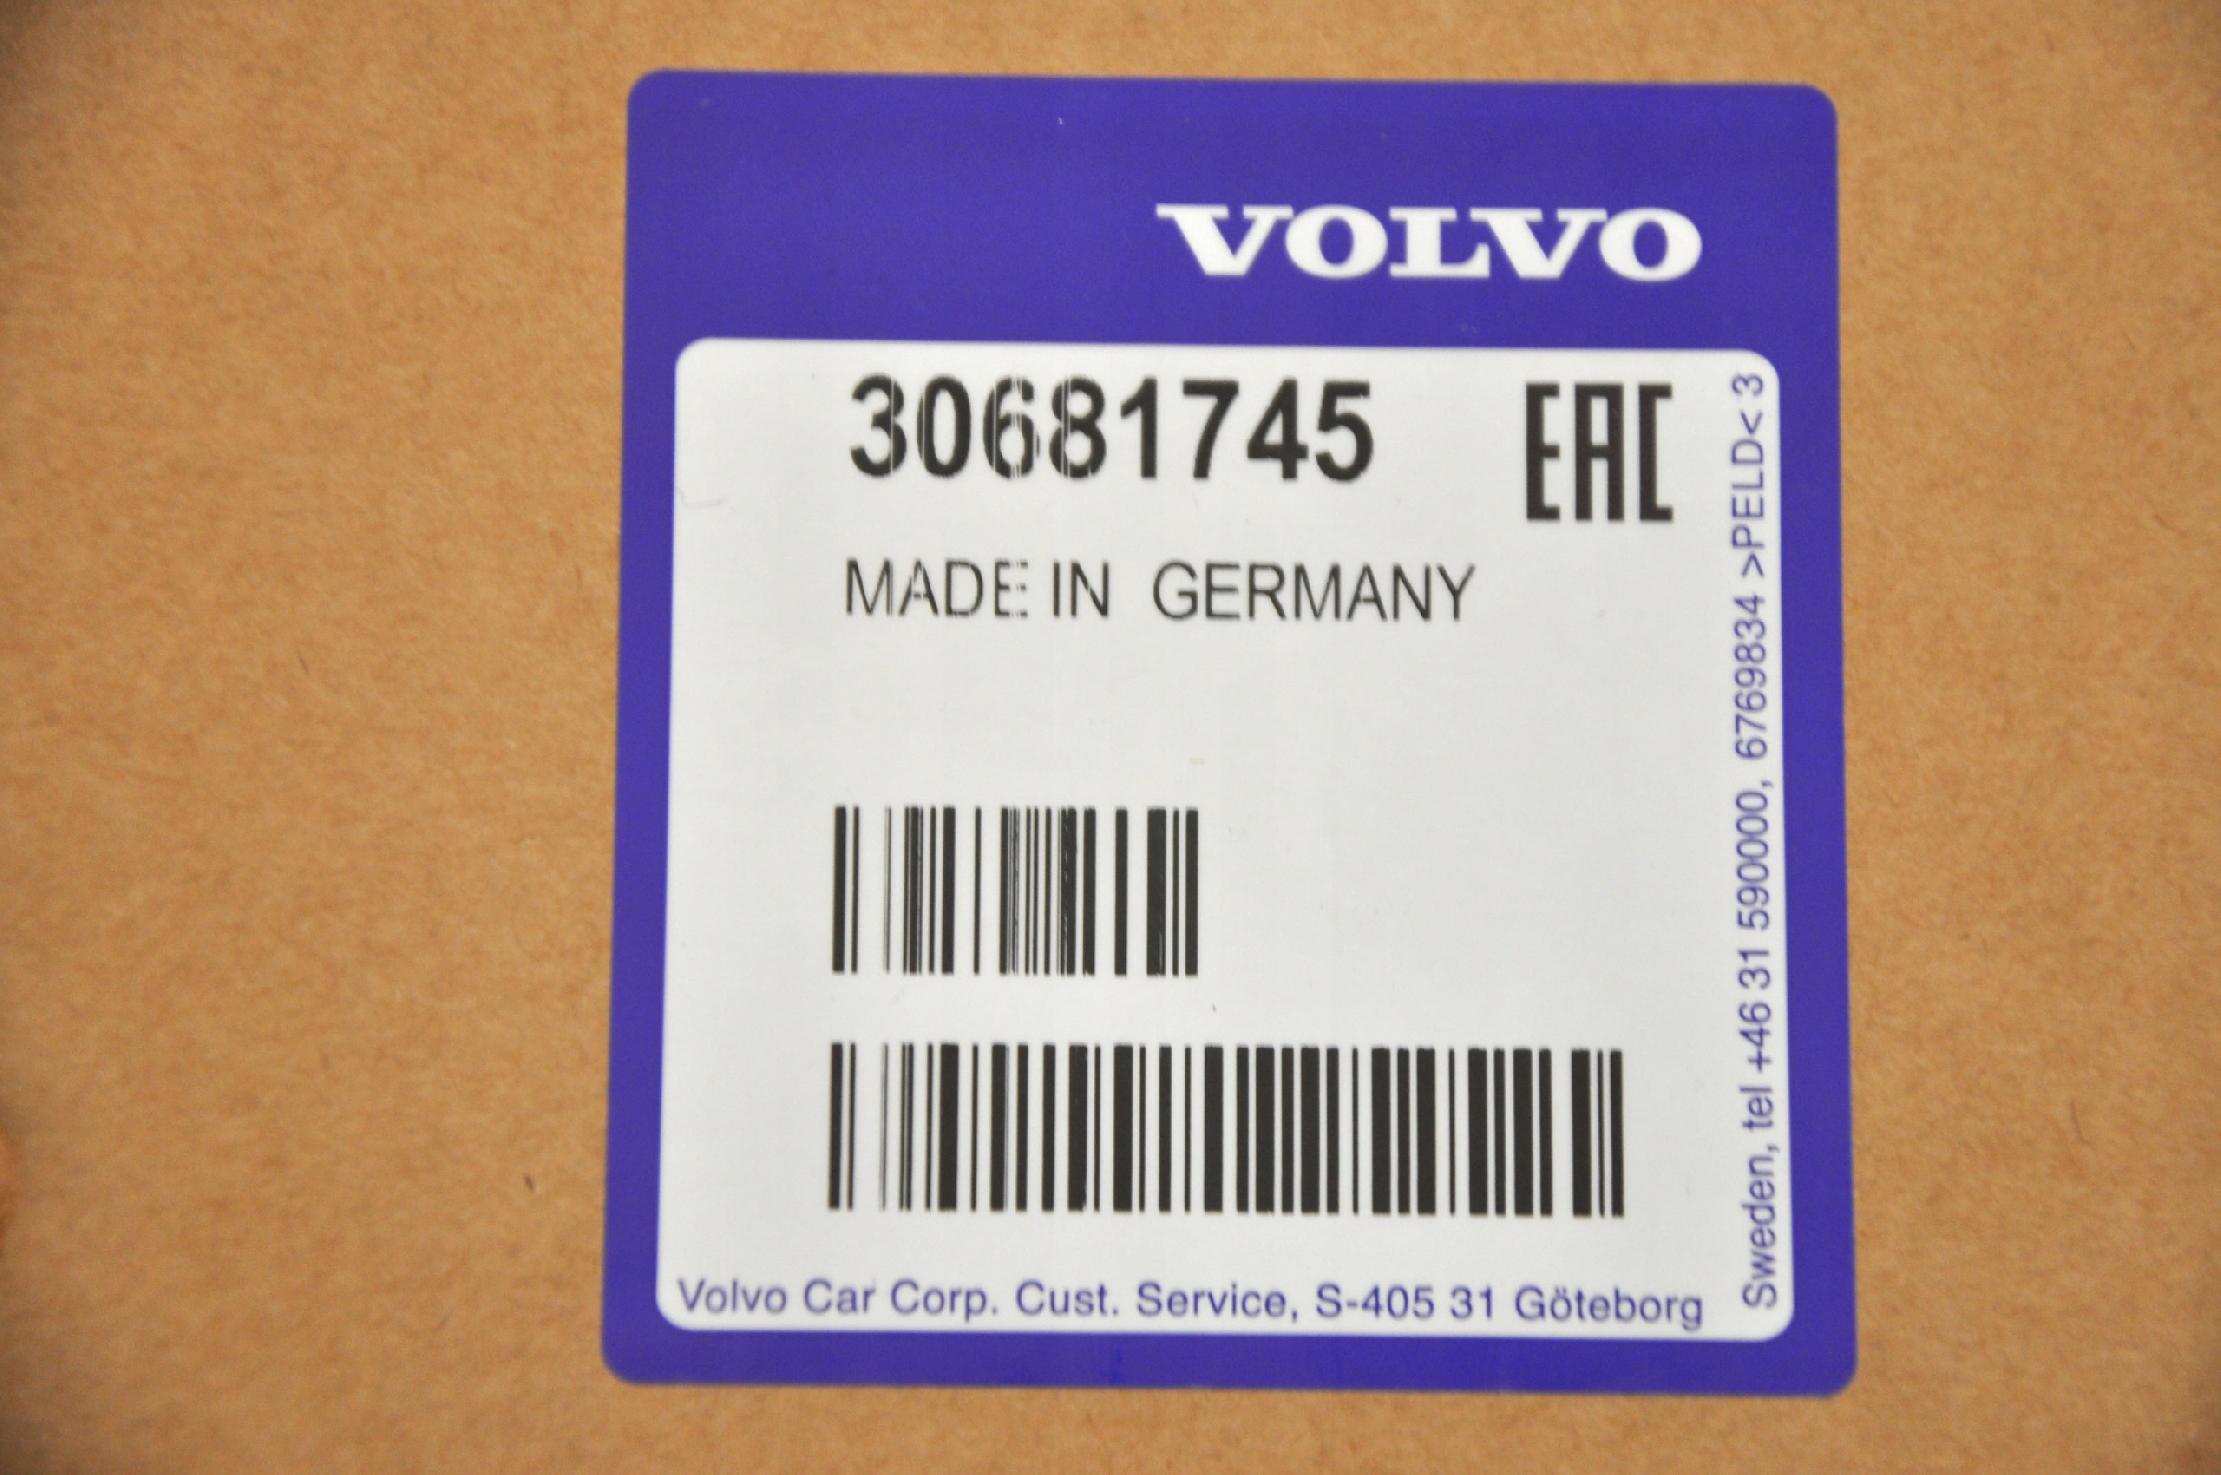 VOLVO
30681745
EAC
MADE IN GERMANY
Volvo Car Corp. Cust. Service, S-405 31 Göteborg
Sweden, tel +46 31 590000, 6769834 >PELD< 3